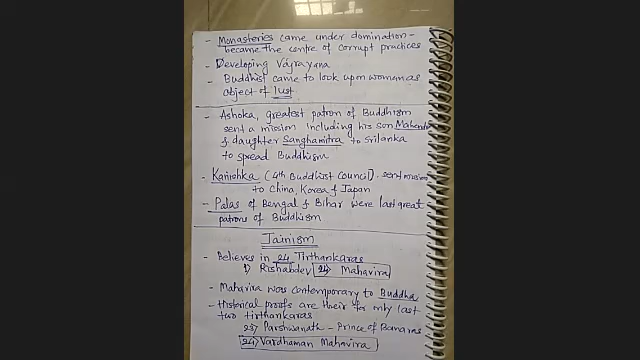 - Monasteries came under domination -
became the centre of corrupt practices
- Developing Vajrayana
- Buddhist came to look upon women as
object of lust
- Ashoka, greatest patron of Buddhism
sent a mission including his son Mahendra
& daughter Sanghamitra to Srilanka
to spread Buddhism
- Kanishka (4th Buddhist Council) sent mission
to China, Korea & Japan
- Palas of Bengal & Bihar were last great
patrons of Buddhism
Jainism
- Believes in 24 Tirthankaras
1) Rishabdev 24) Mahavira
- Mahavira was contemporary to Buddha
- Historical proofs are their for only last
two tirthankaras
23) Parshwanath - Prince of Banaras
24) Vardhaman Mahavira